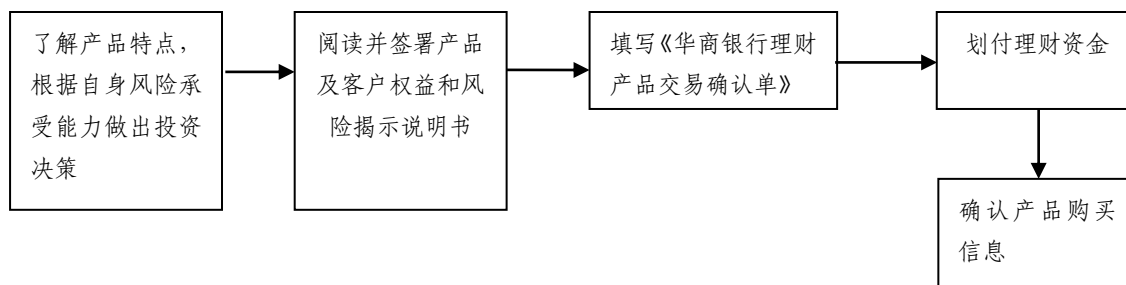 了解产品特点，
根据自身风险承
受能力做出投资
决策
阅读并签署产品
及客户权益和风
险揭示说明书
填写《华商银行理财
产品交易确认单》
划付理财资金
确认产品购买
信息